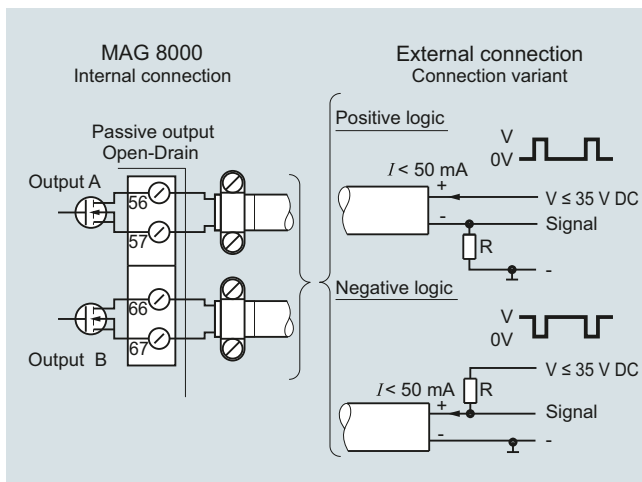 MAG 8000
Internal connection
External connection
Connection variant
Passive output
Open-Drain
Output A
56
57
66
67
Output B
Positive logic
V
0V
I < 50 mA
+
V ≤ 35 V DC
-
Signal
R
-
Negative logic
V
0V
V ≤ 35 V DC
I < 50 mA
R
+
Signal
-
-